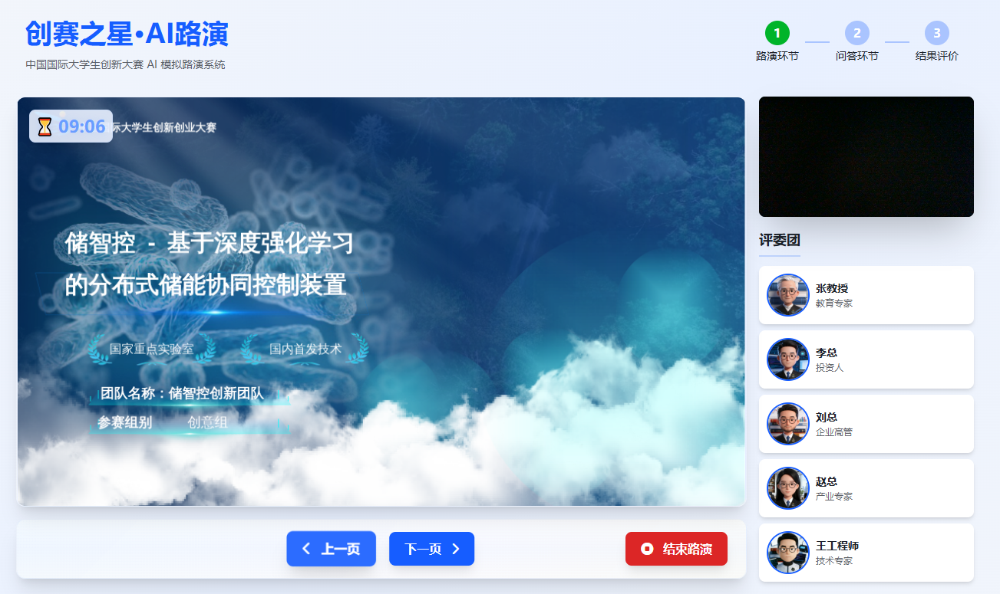 创赛之星•AI路演
中国国际大学生创新大赛 AI 模拟路演系统
1
2
3
路演环节
问答环节
结果评价
09:06
际大学生创新创业大赛
储智控 - 基于深度强化学习
的分布式储能协同控制装置
国家重点实验室
国内首发技术
团队名称：储智控创新团队
参赛组别 创意组
上一页
下一页
结束路演
评委团
张教授
教育专家
李总
投资人
刘总
企业高管
赵总
产业专家
王工程师
技术专家